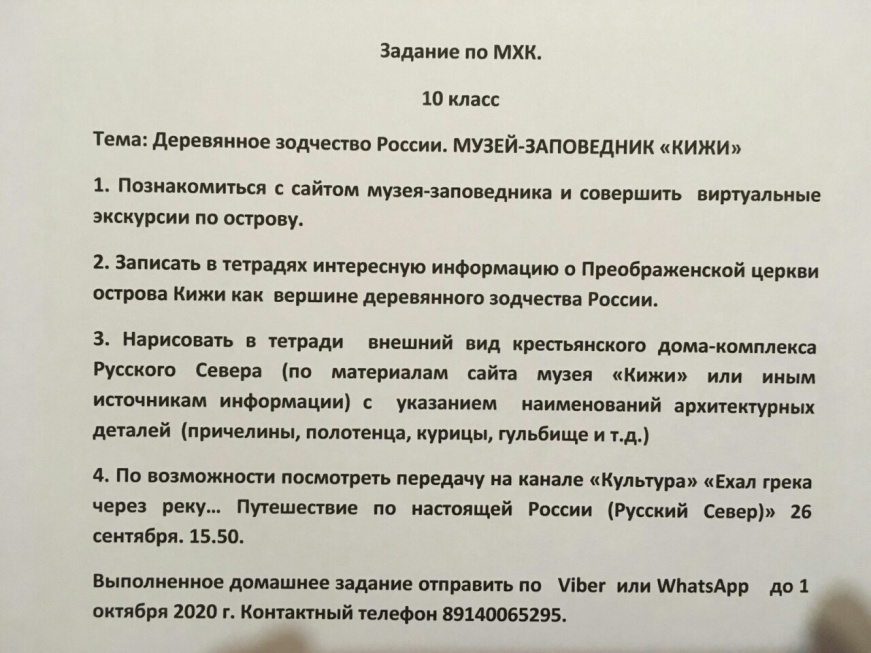 Задание по МХК.
10 класс
Тема: Деревянное зодчество России. МУЗЕЙ-ЗАПОВЕДНИК «КИЖИ»
1. Познакомиться с сайтом музея-заповедника и совершить виртуальные
экскурсии по острову.
2. Записать в тетрадях интересную информацию о Преображенской церкви
острова Кижи как вершине деревянного зодчества России.
3. Нарисовать в тетради внешний вид крестьянского дома-комплекса
Русского Севера (по материалам сайта музея «Кижи» или иным
источникам информации) с указанием наименований архитектурных
деталей (причелины, полотенца, курицы, гульбище и т.д.)
4. По возможности посмотреть передачу на канале «Культура» «Ехал грека
через реку... Путешествие по настоящей России (Русский Север)» 26
сентября. 15.50.
Выполненное домашнее задание отправить по Viber или WhatsApp до 1
октября 2020 г. Контактный телефон 89140065295.